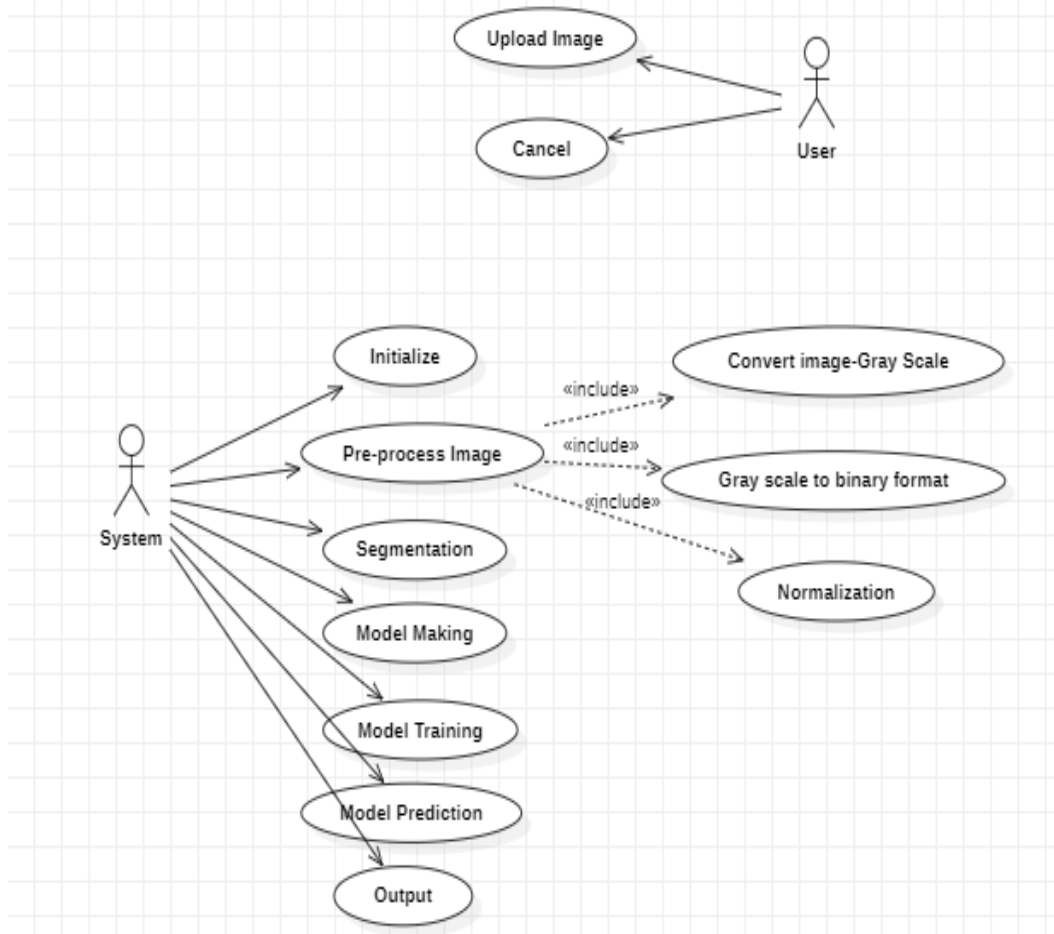 Upload Image
User
Cancel
Initialize
Convert image-Gray Scale
«include»
Pre-process Image
«include»
Gray scale to binary format
«include»
System
Segmentation
Normalization
Model Making
Model Training
Model Prediction
Output